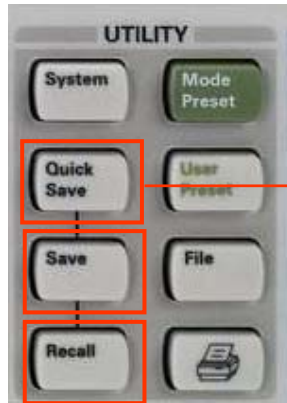 UTILITY
System
Mode
Preset
Quick
Save
User
Preset
Save
File
Recall